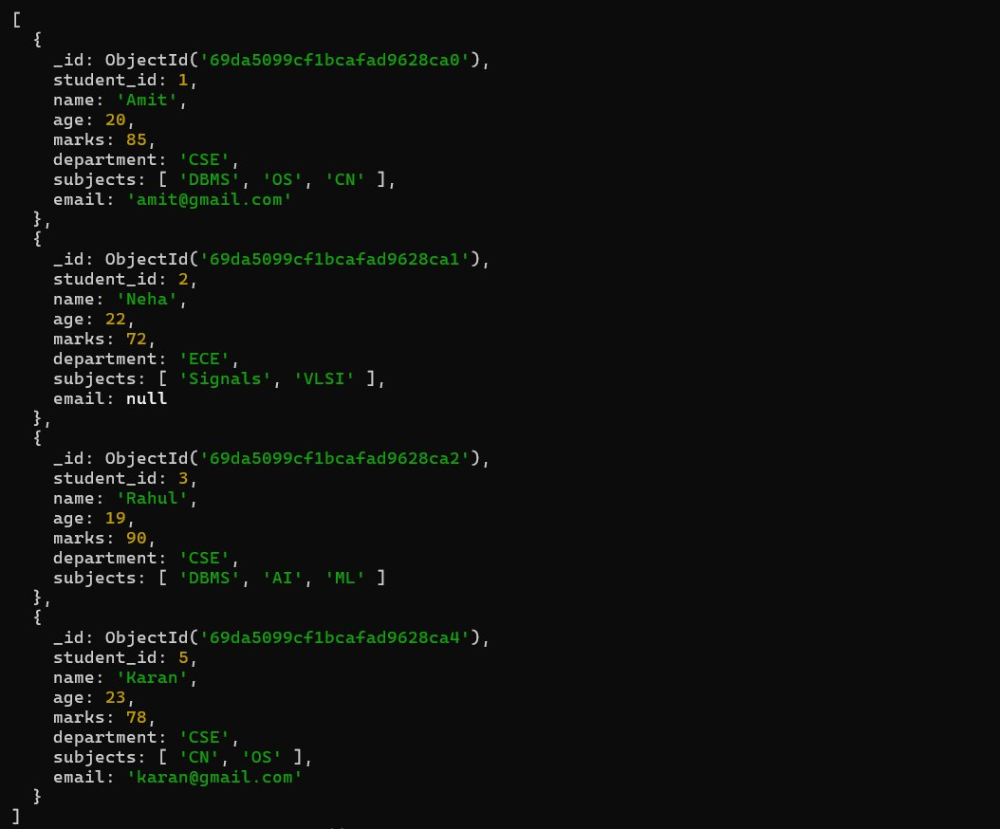 [
  {
    _id: ObjectId('69da5099cf1bcafad9628ca0'),
    student_id: 1,
    name: 'Amit',
    age: 20,
    marks: 85,
    department: 'CSE',
    subjects: [ 'DBMS', 'OS', 'CN' ],
    email: 'amit@gmail.com'
  },
  {
    _id: ObjectId('69da5099cf1bcafad9628ca1'),
    student_id: 2,
    name: 'Neha',
    age: 22,
    marks: 72,
    department: 'ECE',
    subjects: [ 'Signals', 'VLSI' ],
    email: null
  },
  {
    _id: ObjectId('69da5099cf1bcafad9628ca2'),
    student_id: 3,
    name: 'Rahul',
    age: 19,
    marks: 90,
    department: 'CSE',
    subjects: [ 'DBMS', 'AI', 'ML' ]
  },
  {
    _id: ObjectId('69da5099cf1bcafad9628ca4'),
    student_id: 5,
    name: 'Karan',
    age: 23,
    marks: 78,
    department: 'CSE',
    subjects: [ 'CN', 'OS' ],
    email: 'karan@gmail.com'
  }
]